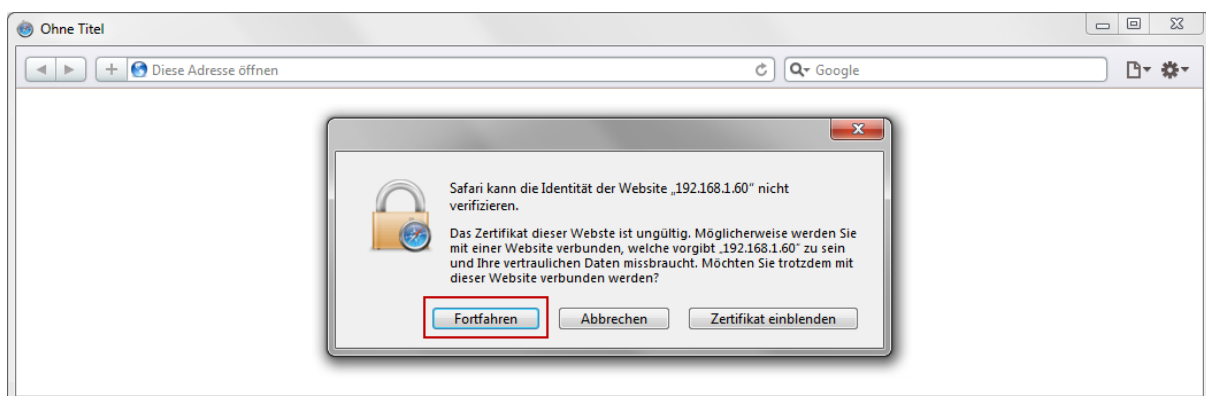 Ohne Titel
Diese Adresse öffnen
Google
Safari kann die Identität der Website „192.168.1.60“ nicht
verifizieren.
Das Zertifikat dieser Webste ist ungültig. Möglicherweise werden Sie
mit einer Website verbunden, welche vorgibt „192.168.1.60“ zu sein
und Ihre vertraulichen Daten missbraucht. Möchten Sie trotzdem mit
dieser Website verbunden werden?
Fortfahren Abbrechen Zertifikat einblenden